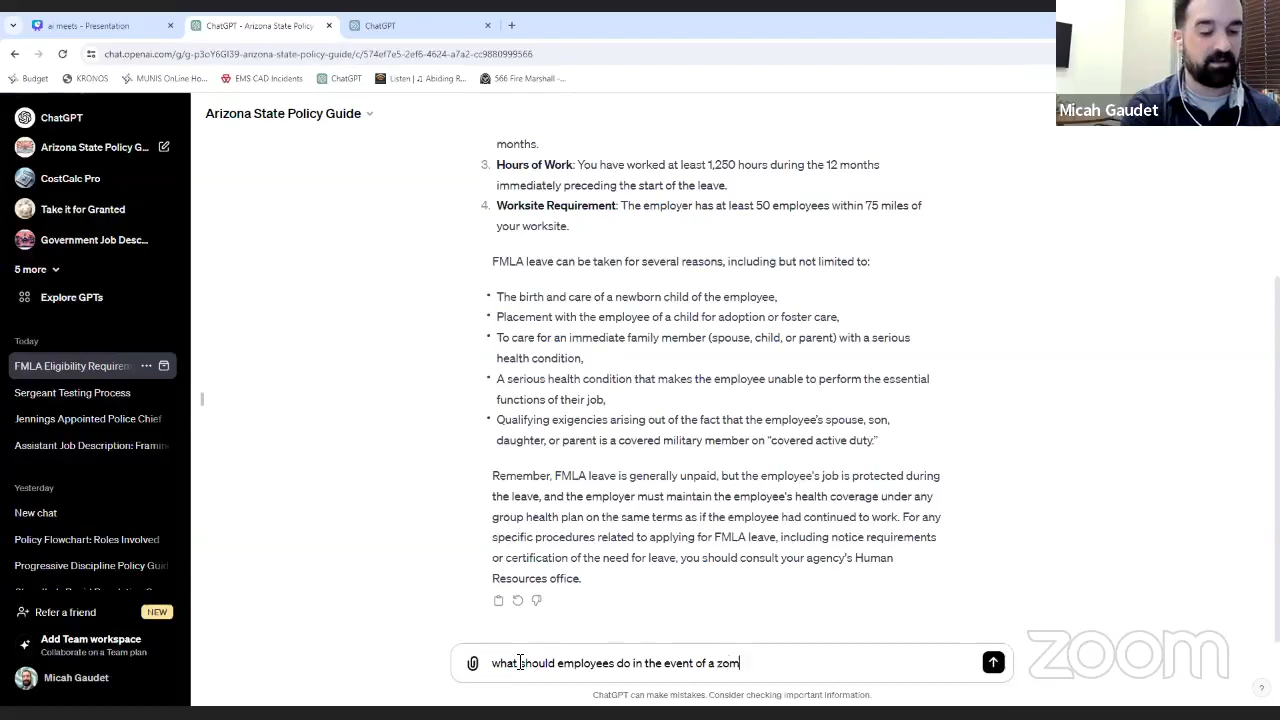 ai meets - Presentation
ChatGPT - Arizona State Policy
ChatGPT
chat.openai.com/g/g-p3oY6GI39-arizona-state-policy-guide/c/574ef7e5-2ef6-4624-a7a2-cc9880999566
Budget
KRONOS
MUNIS OnLine Ho...
EMS CAD Incidents
ChatGPT
Listen | ♫ Abiding R...
566 Fire Marshall -...
Micah Gaudet
ChatGPT
Arizona State Policy G...
CostCalc Pro
Take it for Granted
Government Job Desc...
5 more
Explore GPTs
Today
FMLA Eligibility Requirem
Sergeant Testing Process
Jennings Appointed Police Chief
Assistant Job Description: Framin
Yesterday
New chat
Policy Flowchart: Roles Involved
Progressive Discipline Policy Guid
Refer a friend NEW
Add Team workspace
Collaborate on a Team plan
Micah Gaudet
Arizona State Policy Guide
months.
3. Hours of Work: You have worked at least 1,250 hours during the 12 months
immediately preceding the start of the leave.
4. Worksite Requirement: The employer has at least 50 employees within 75 miles of
your worksite.
FMLA leave can be taken for several reasons, including but not limited to:
• The birth and care of a newborn child of the employee,
• Placement with the employee of a child for adoption or foster care,
• To care for an immediate family member (spouse, child, or parent) with a serious
health condition,
• A serious health condition that makes the employee unable to perform the essential
functions of their job,
• Qualifying exigencies arising out of the fact that the employee's spouse, son,
daughter, or parent is a covered military member on “covered active duty.”
Remember, FMLA leave is generally unpaid, but the employee's job is protected during
the leave, and the employer must maintain the employee's health coverage under any
group health plan on the same terms as if the employee had continued to work. For any
specific procedures related to applying for FMLA leave, including notice requirements
or certification of the need for leave, you should consult your agency's Human
Resources office.
what should employees do in the event of a zom
ChatGPT can make mistakes. Consider checking important information.
?
zoom